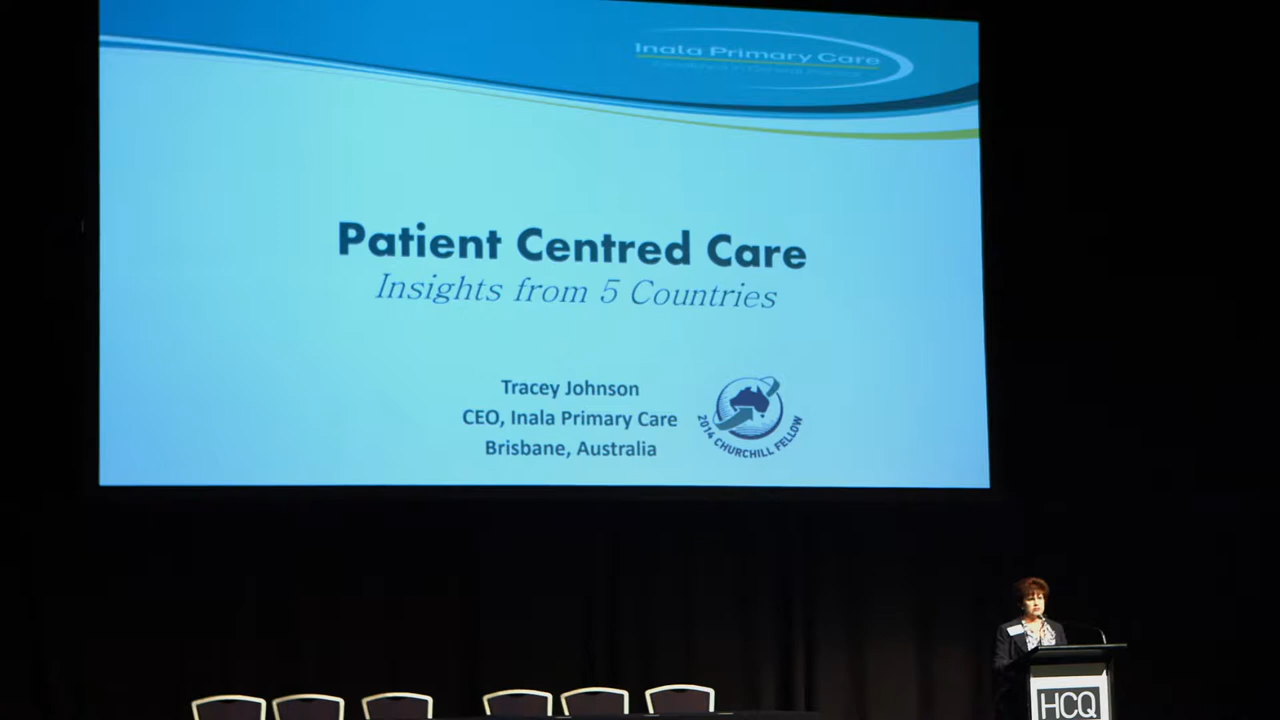 Inala Primary Care
Patient Centred Care
Insights from 5 Countries
Tracey Johnson
CEO, Inala Primary Care
Brisbane, Australia
2014 CHURCHILL FELLOW
HCQ